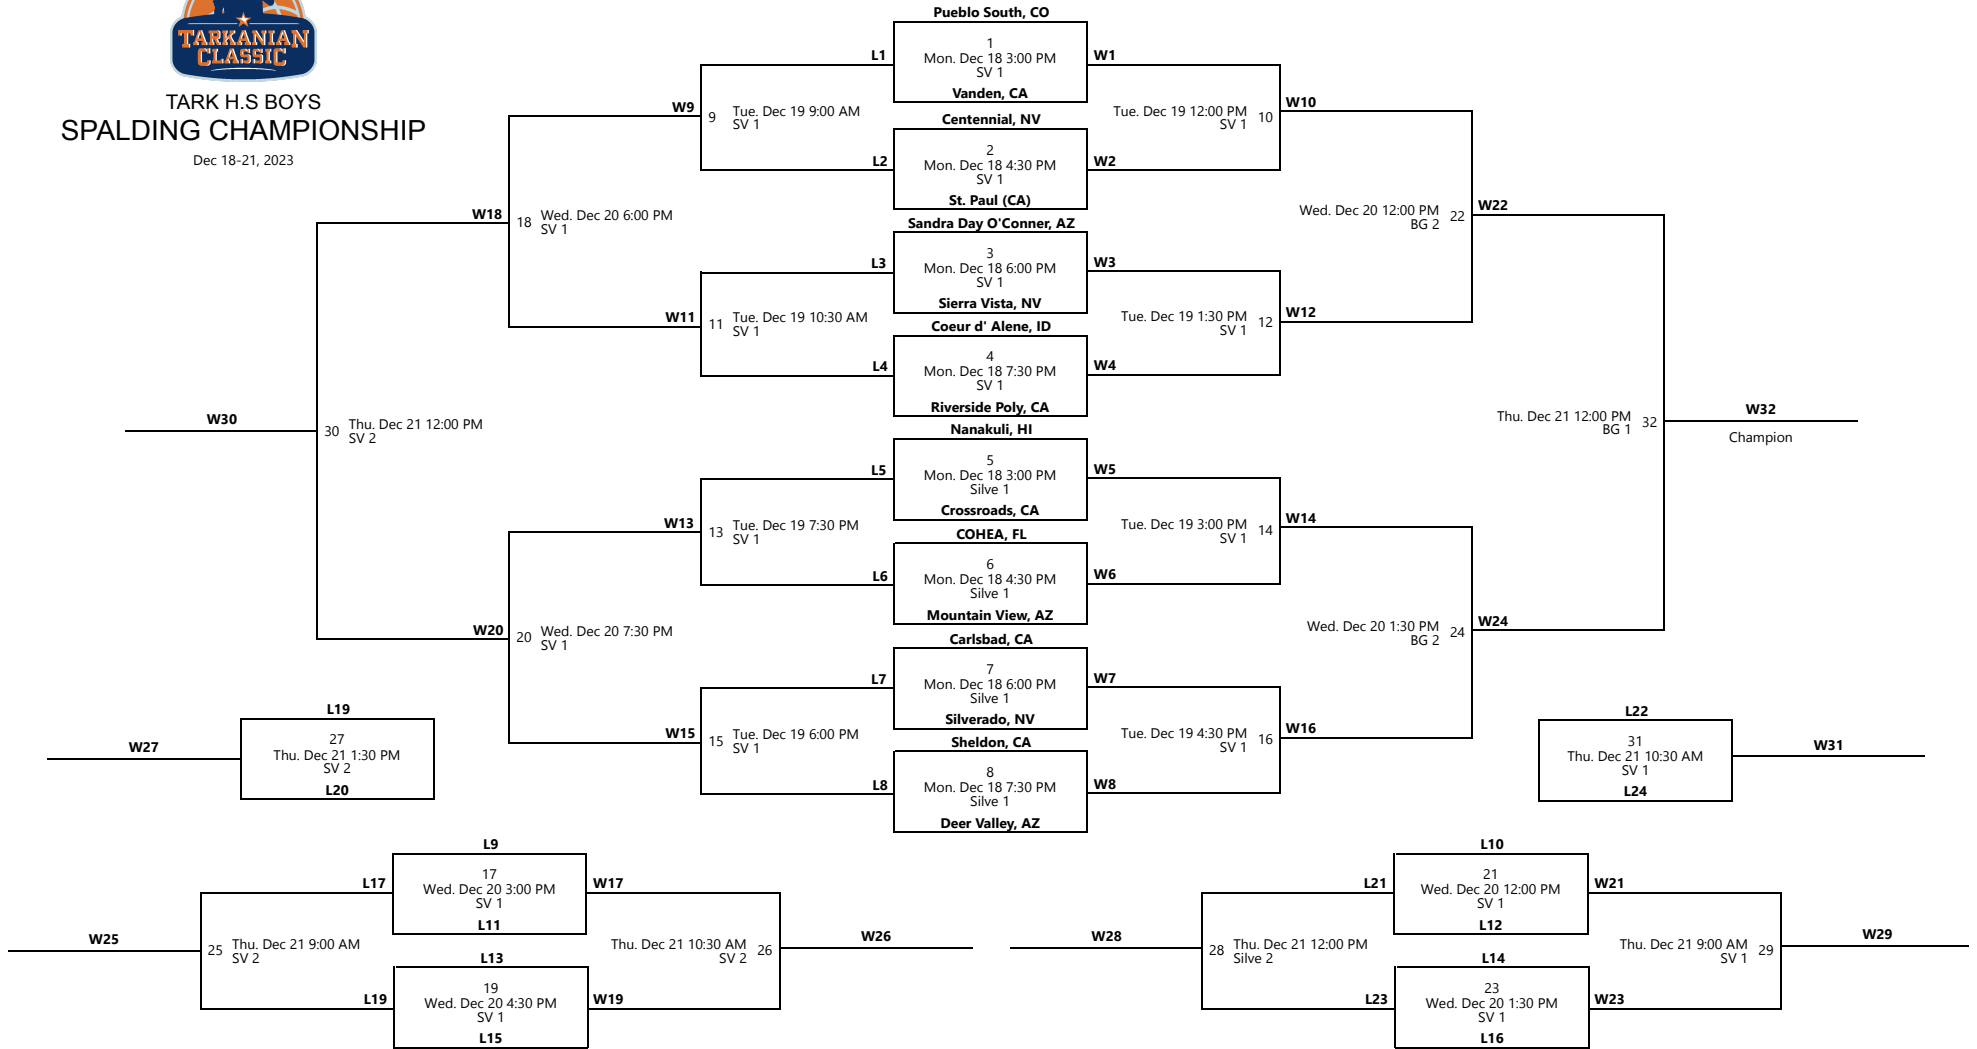 TARKANIAN
CLASSIC
TARK H.S BOYS
SPALDING CHAMPIONSHIP
Dec 18-21, 2023
Pueblo South, CO
1
Mon. Dec 18 3:00 PM
SV 1
Vanden, CA
L1
W1
Centennial, NV
2
Mon. Dec 18 4:30 PM
SV 1
St. Paul (CA)
L2
W2
Sandra Day O'Conner, AZ
3
Mon. Dec 18 6:00 PM
SV 1
Sierra Vista, NV
L3
W3
Coeur d' Alene, ID
4
Mon. Dec 18 7:30 PM
SV 1
Riverside Poly, CA
L4
W4
Nanakuli, HI
5
Mon. Dec 18 3:00 PM
Silve 1
Crossroads, CA
L5
W5
COHEA, FL
6
Mon. Dec 18 4:30 PM
Silve 1
Mountain View, AZ
L6
W6
Carlsbad, CA
7
Mon. Dec 18 6:00 PM
Silve 1
Silverado, NV
L7
W7
Sheldon, CA
8
Mon. Dec 18 7:30 PM
Silve 1
Deer Valley, AZ
L8
W8
W9
9 Tue. Dec 19 9:00 AM
SV 1
W11
11 Tue. Dec 19 10:30 AM
SV 1
W13
13 Tue. Dec 19 7:30 PM
SV 1
W15
15 Tue. Dec 19 6:00 PM
SV 1
W18
18 Wed. Dec 20 6:00 PM
SV 1
W20
20 Wed. Dec 20 7:30 PM
SV 1
W30
30 Thu. Dec 21 12:00 PM
SV 2
Tue. Dec 19 12:00 PM 10
SV 1
W10
Tue. Dec 19 1:30 PM 12
SV 1
W12
Tue. Dec 19 3:00 PM 14
SV 1
W14
Tue. Dec 19 4:30 PM 16
SV 1
W16
Wed. Dec 20 12:00 PM 22
BG 2
W22
Wed. Dec 20 1:30 PM 24
BG 2
W24
Thu. Dec 21 12:00 PM 32
BG 1
W32
Champion
L19
27
Thu. Dec 21 1:30 PM
SV 2
L20
W27
L22
31
Thu. Dec 21 10:30 AM
SV 1
L24
W31
L9
17
Wed. Dec 20 3:00 PM
SV 1
L11
L17
W17
L13
19
Wed. Dec 20 4:30 PM
SV 1
L15
L19
W19
W25
25 Thu. Dec 21 9:00 AM
SV 2
Thu. Dec 21 10:30 AM 26
SV 2
W26
L10
21
Wed. Dec 20 12:00 PM
SV 1
L12
L21
W21
L14
23
Wed. Dec 20 1:30 PM
SV 1
L16
L23
W23
W28
28 Thu. Dec 21 12:00 PM
Silve 2
Thu. Dec 21 9:00 AM 29
SV 1
W29